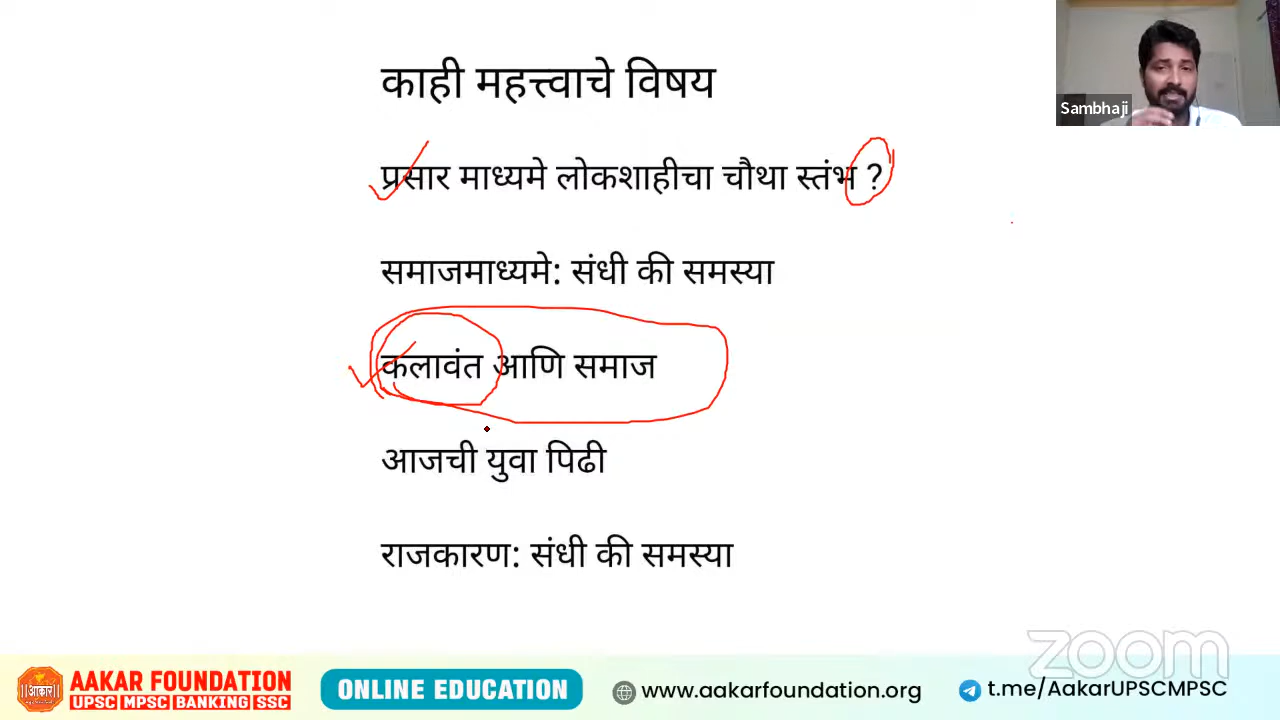 काही महत्त्वाचे विषय
Sambhaji
प्रसार माध्यमे लोकशाहीचा चौथा स्तंभ ?
समाजमाध्यमे: संधी की समस्या
कलावंत आणि समाज
आजची युवा पिढी
राजकारण: संधी की समस्या
zoom
॥आकार॥
AAKAR FOUNDATION
UPSC MPSC BANKING SSC
ONLINE EDUCATION
www.aakarfoundation.org
t.me/AakarUPSCMPSC